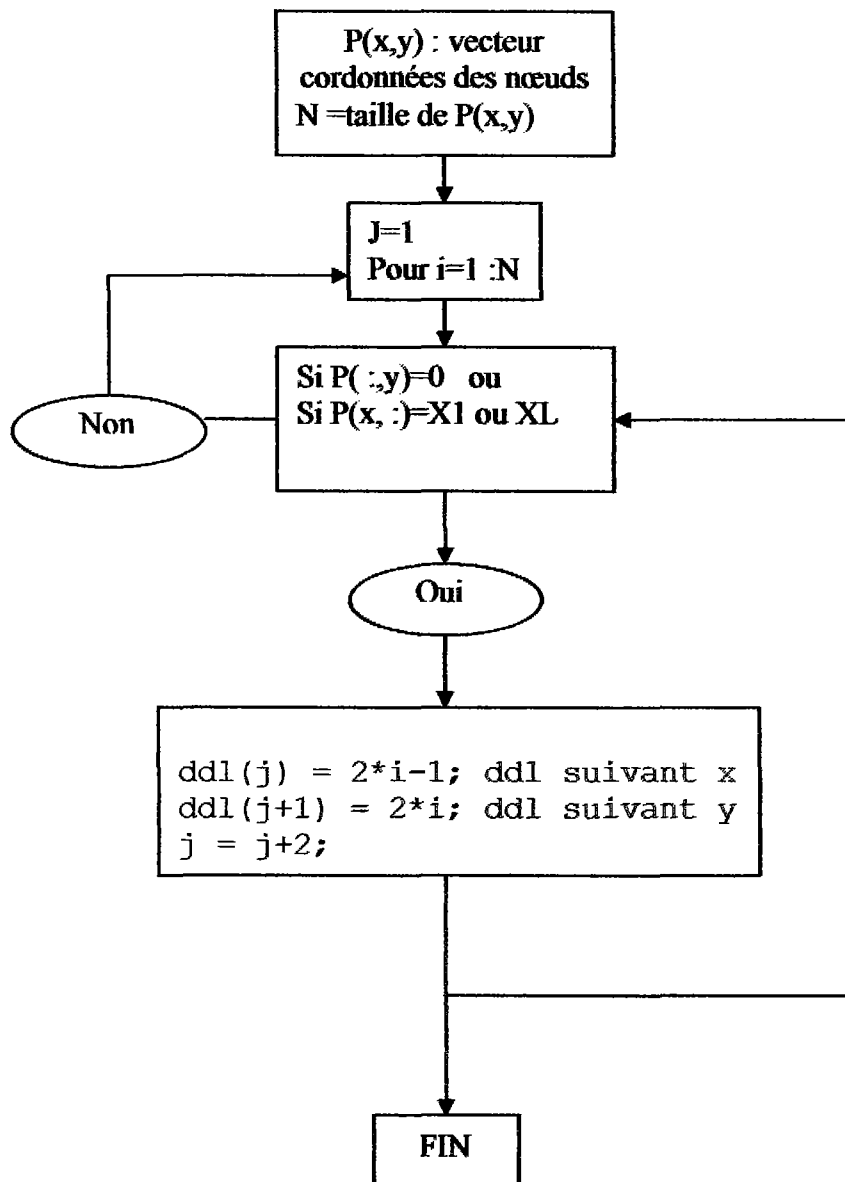 P(x,y) : vecteur
cordonnées des nœuds
N =taille de P(x,y)
J=1
Pour i=1 :N
Si P( :,y)=0 ou
Si P(x, :)=X1 ou XL
Non
Oui
ddl(j) = 2*i-1; ddl suivant x
ddl(j+1) = 2*i; ddl suivant y
j = j+2;
FIN